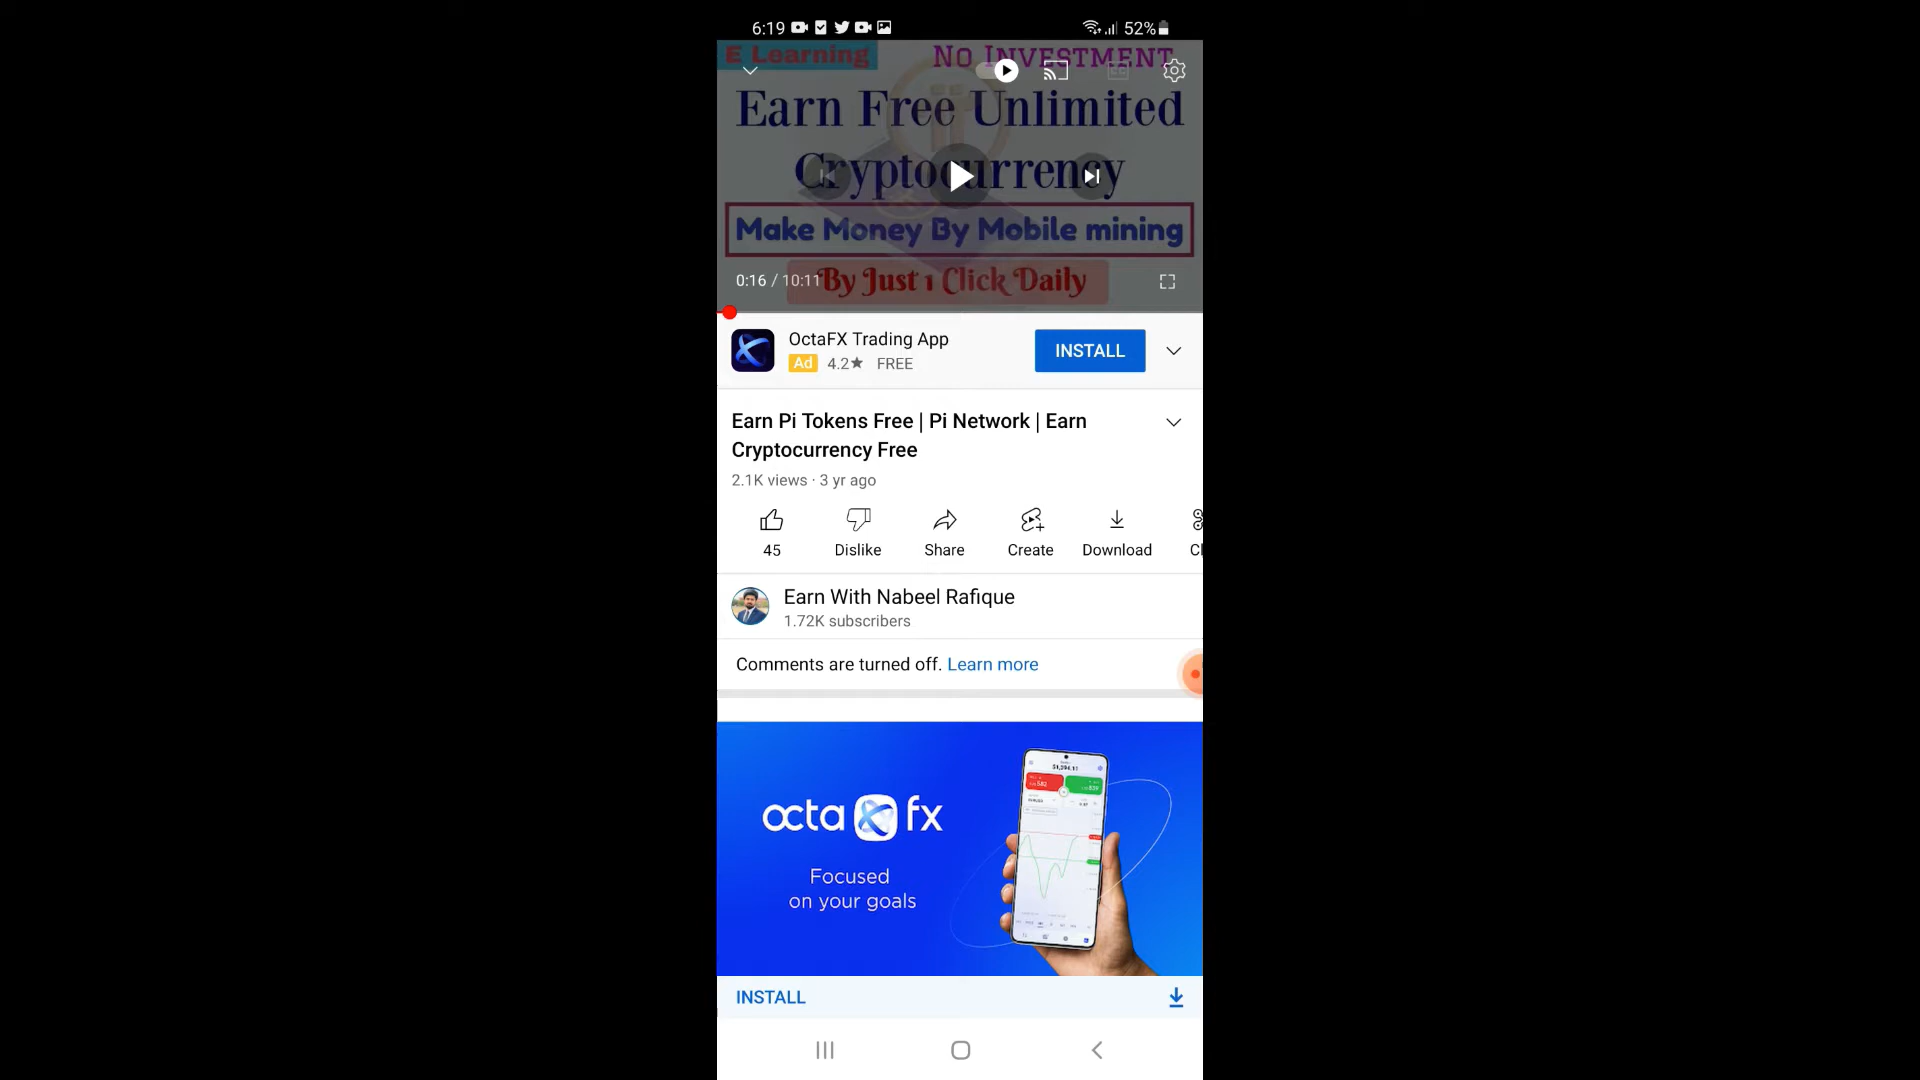 6:19
52%
E Learning
No Investment
Earn Free Unlimited
Cryptocurrency
Make Money By Mobile mining
0:16 / 10:11
By Just 1 Click Daily
OctaFX Trading App
INSTALL
Ad 4.2★ FREE
Earn Pi Tokens Free | Pi Network | Earn
Cryptocurrency Free
2.1K views · 3 yr ago
45
Dislike
Share
Create
Download
Earn With Nabeel Rafique
1.72K subscribers
Comments are turned off. Learn more
octa fx
Focused
on your goals
INSTALL